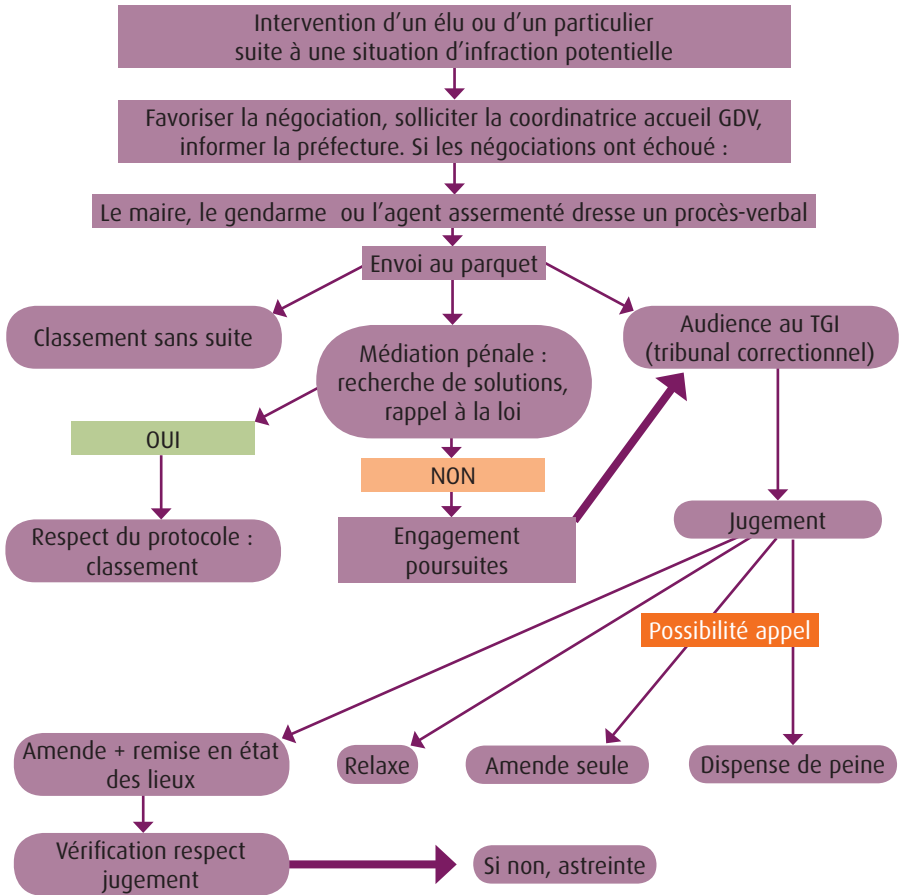 Intervention d'un élu ou d'un particulier
suite à une situation d'infraction potentielle
Favoriser la négociation, solliciter la coordinatrice accueil GDV,
informer la préfecture. Si les négociations ont échoué :
Le maire, le gendarme ou l'agent assermenté dresse un procès-verbal
Envoi au parquet
Classement sans suite
Médiation pénale :
recherche de solutions,
rappel à la loi
Audience au TGI
(tribunal correctionnel)
OUI
NON
Respect du protocole :
classement
Engagement
poursuites
Jugement
Possibilité appel
Amende + remise en état
des lieux
Relaxe
Amende seule
Dispense de peine
Vérification respect
jugement
Si non, astreinte